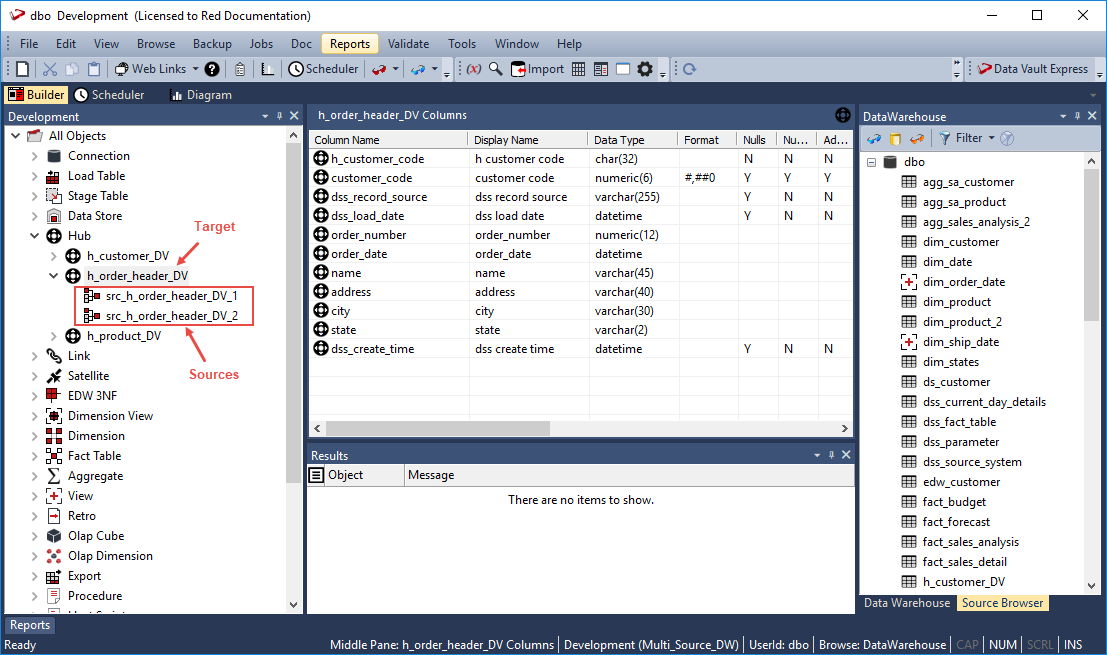 dbo Development (Licensed to Red Documentation)
File Edit View Browse Backup Jobs Doc Reports Validate Tools Window Help
Web Links Scheduler (x) Import Data Vault Express
Builder Scheduler Diagram
Development
All Objects
Connection
Load Table
Stage Table
Data Store
Hub
Target
h_customer_DV
h_order_header_DV
src_h_order_header_DV_1
src_h_order_header_DV_2
h_product_DV
Link
Sources
Satellite
EDW 3NF
Dimension View
Dimension
Fact Table
Aggregate
View
Retro
Olap Cube
Olap Dimension
Export
Procedure
h_order_header_DV Columns
Column Name Display Name Data Type Format Nulls Nu... Ad...
h_customer_code h customer code char(32) N N N
customer_code customer code numeric(6) #,##0 Y Y Y
dss_record_source dss record source varchar(255) Y N N
dss_load_date dss load date datetime Y N N
order_number order_number numeric(12)
order_date order_date datetime
name name varchar(45)
address address varchar(40)
city city varchar(30)
state state varchar(2)
dss_create_time dss create time datetime Y N N
Results
Object Message
There are no items to show.
DataWarehouse
Filter
dbo
agg_sa_customer
agg_sa_product
agg_sales_analysis_2
dim_customer
dim_date
dim_order_date
dim_product
dim_product_2
dim_ship_date
dim_states
ds_customer
dss_current_day_details
dss_fact_table
dss_parameter
dss_source_system
edw_customer
fact_budget
fact_forecast
fact_sales_analysis
fact_sales_detail
h_customer_DV
Data Warehouse Source Browser
Reports
Ready Middle Pane: h_order_header_DV Columns Development (Multi_Source_DW) UserId: dbo Browse: DataWarehouse CAP NUM SCRL INS